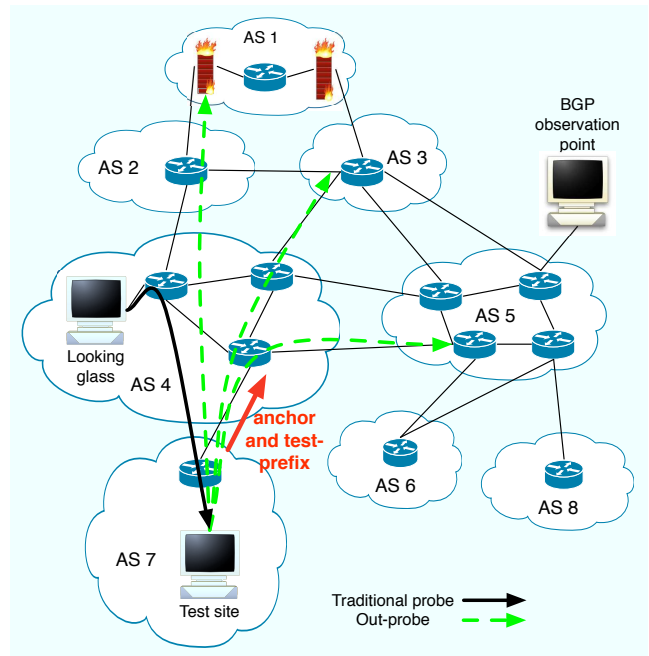 AS 1
BGP
observation
point
AS 2
AS 3
Looking
glass
AS 4
AS 5
anchor
and test-
prefix
AS 6
AS 8
AS 7
Test site
Traditional probe
Out-probe